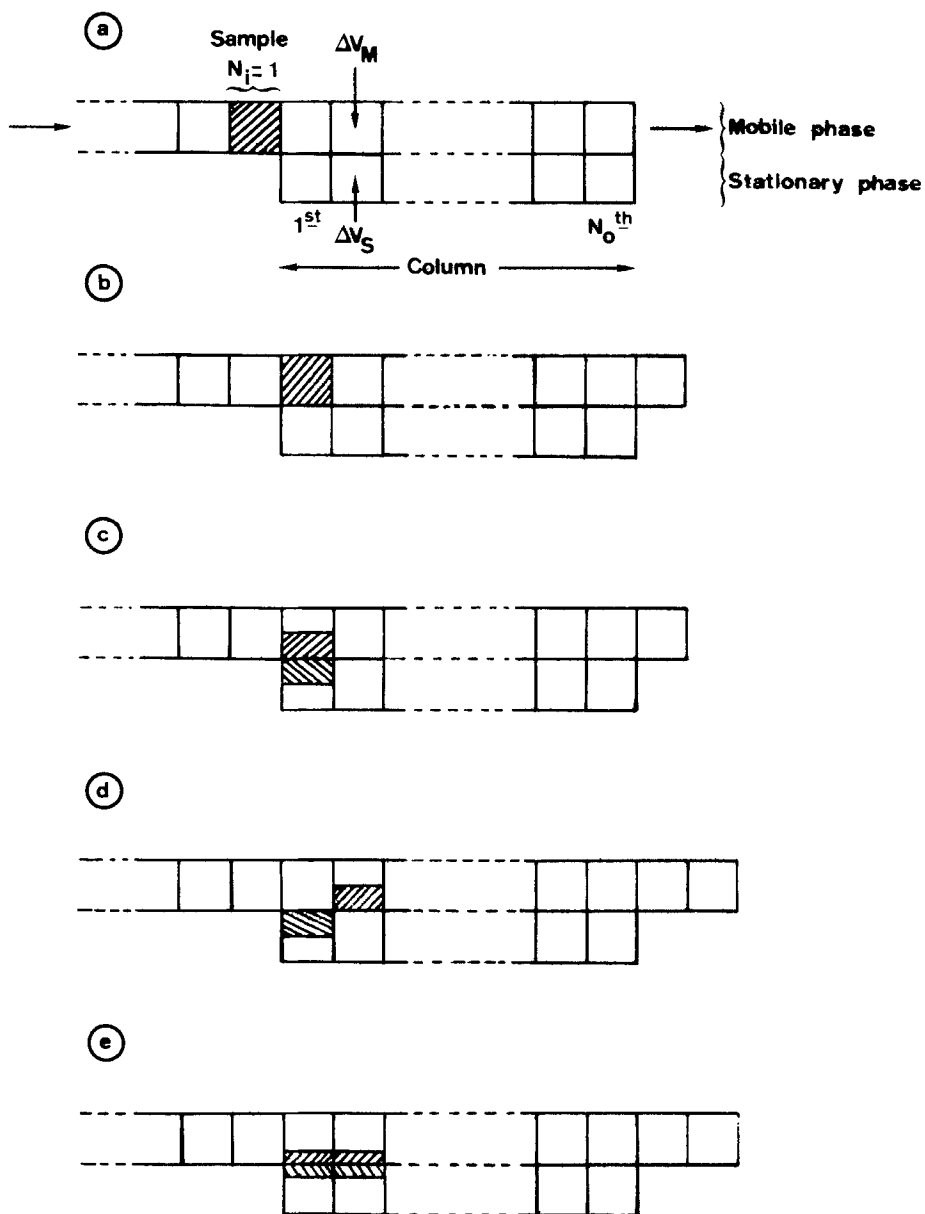 a
Sample
N_i = 1
ΔV_M
Mobile phase
Stationary phase
1st
ΔV_S
N_o th
Column
b
c
d
e